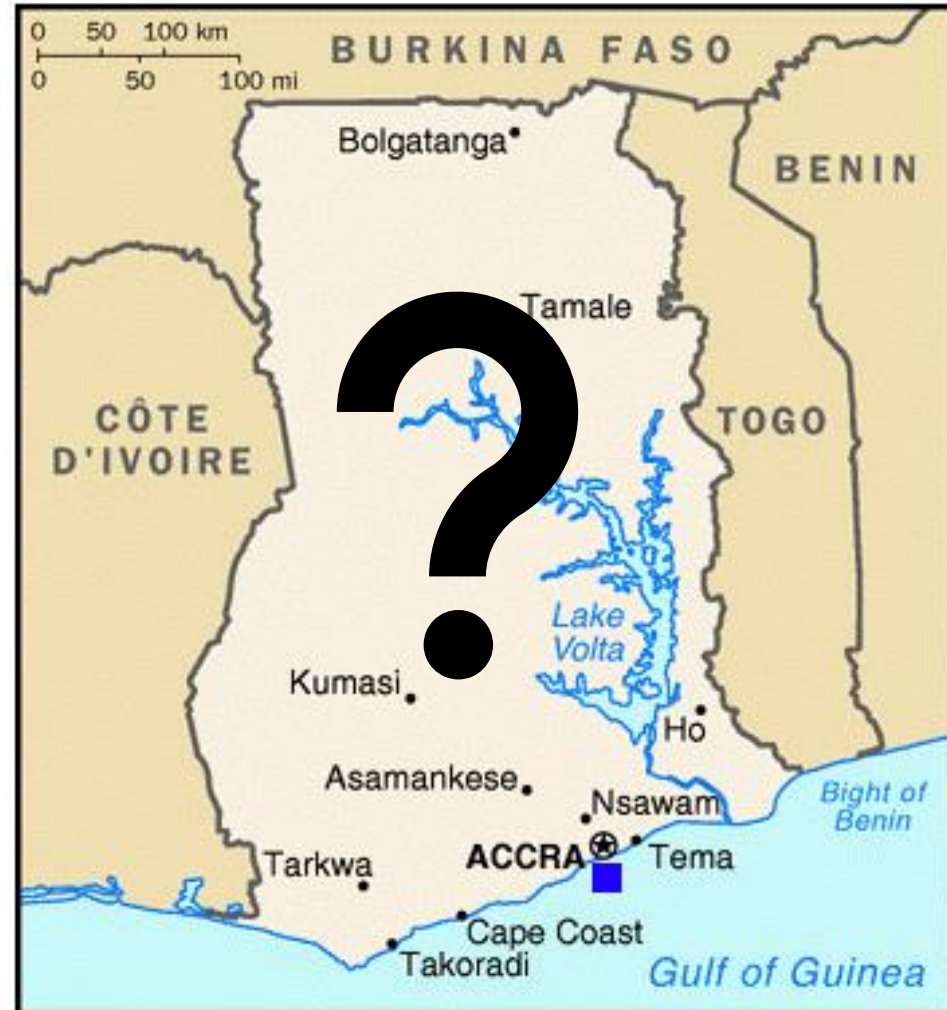 0 50 100 km
0 50 100 mi
BURKINA FASO
Bolgatanga
BENIN
Tamale
CÔTE
D'IVOIRE
TOGO
?
Lake
Volta
Kumasi
Ho
Asamankese
Nsawam
Bight of
Benin
ACCRA
Tema
Tarkwa
Cape Coast
Takoradi
Gulf of Guinea